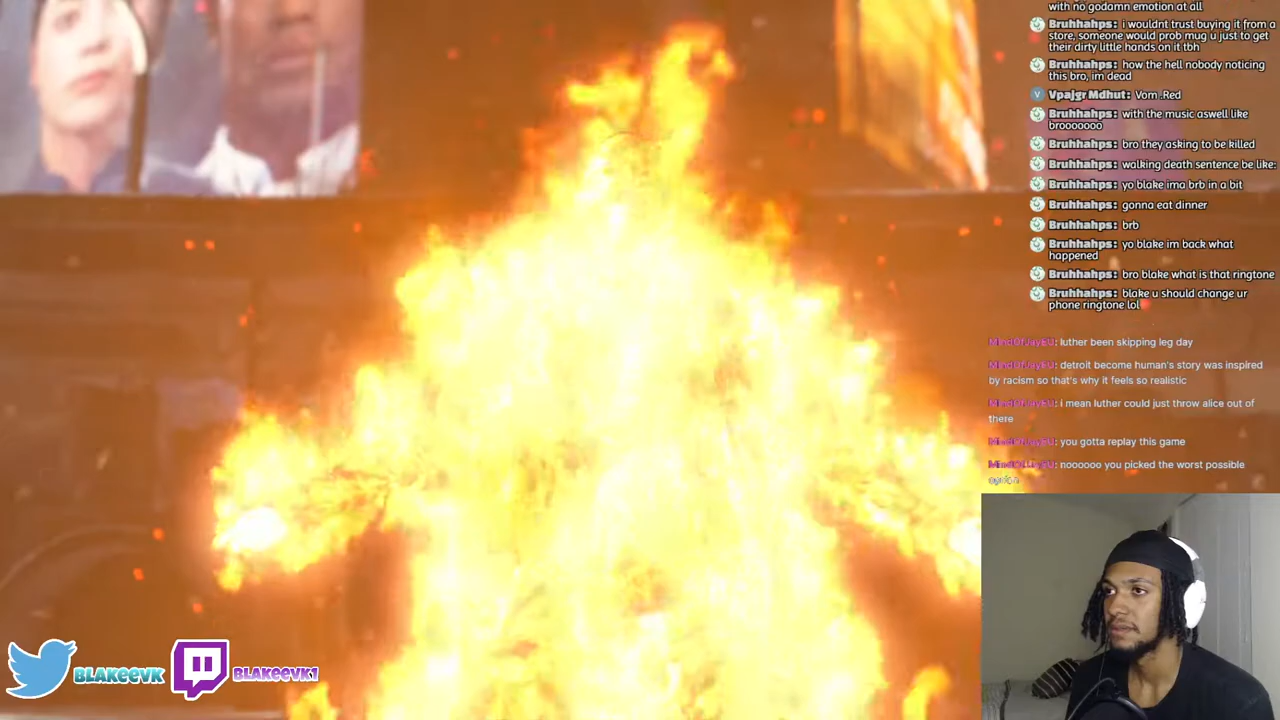 with no godamn emotion at all
Bruhhahps: i wouldnt trust buying it from a
store, someone would prob mug u just to get
their dirty little hands on it tbh
Bruhhahps: how the hell nobody noticing
this bro, im dead
V Vpajgr Mdhut: Vorn .Red
Bruhhahps: with the music aswell like
brooooooo
Bruhhahps: bro they asking to be killed
Bruhhahps: walking death sentence be like:
Bruhhahps: yo blake ima brb in a bit
Bruhhahps: gonna eat dinner
Bruhhahps: brb
Bruhhahps: yo blake im back what
happened
Bruhhahps: bro blake what is that ringtone
Bruhhahps: blake u should change ur
phone ringtone lol
MindOfJayEU: luther been skipping leg day
MindOfJayEU: detroit become human's story was inspired
by racism so that's why it feels so realistic
MindOfJayEU: i mean luther could just throw alice out of
there
MindOfJayEU: you gotta replay this game
MindOfJayEU: noooooo you picked the worst possible
BLAKEEVK
BLAKEEVK1